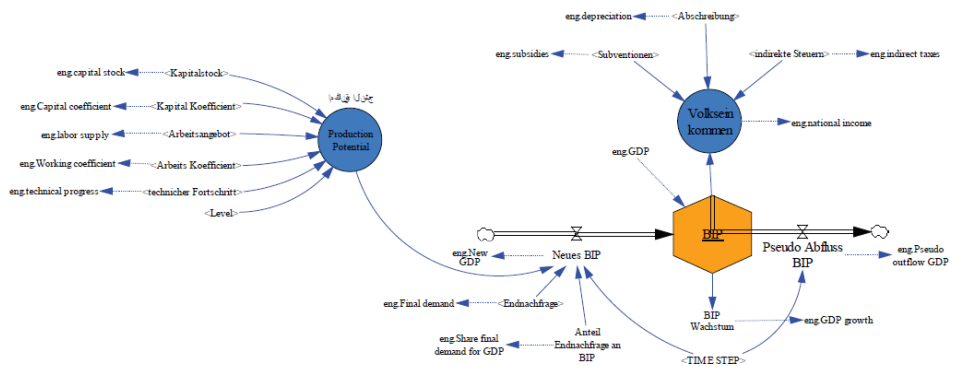 eng.depreciation
<Abschreibung>
eng.subsidies
<Subventionen>
<indirekte Steuern>
eng.indirect taxes
eng.capital stock
<Kapitalstock>
eng.Capital coefficient
<Kapital Koefficient>
eng.labor supply
<Arbeitsangebot>
eng.Working coefficient
<Arbeits Koefficient>
eng.technical progress
<technicher Fortschritt>
<Level>
Production
Potential
Volksein
kommen
eng.national income
eng.GDP
BIP
Pseudo Abfluss
BIP
eng.Pseudo
outflow GDP
eng.New
GDP
Neues BIP
eng.Final demand
<Endnachfrage>
eng.Share final
demand for GDP
Anteil
Endnachfrage an
BIP
BIP
Wachstum
eng.GDP growth
<TIME STEP>